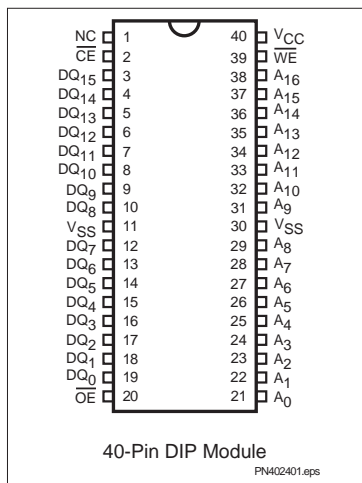 NC 1 40 VCC
CE 2 39 WE
DQ15 3 38 A16
DQ14 4 37 A15
DQ13 5 36 A14
DQ12 6 35 A13
DQ11 7 34 A12
DQ10 8 33 A11
DQ9 9 32 A10
DQ8 10 31 A9
VSS 11 30 VSS
DQ7 12 29 A8
DQ6 13 28 A7
DQ5 14 27 A6
DQ4 15 26 A5
DQ3 16 25 A4
DQ2 17 24 A3
DQ1 18 23 A2
DQ0 19 22 A1
OE 20 21 A0
40-Pin DIP Module
PN402401.eps